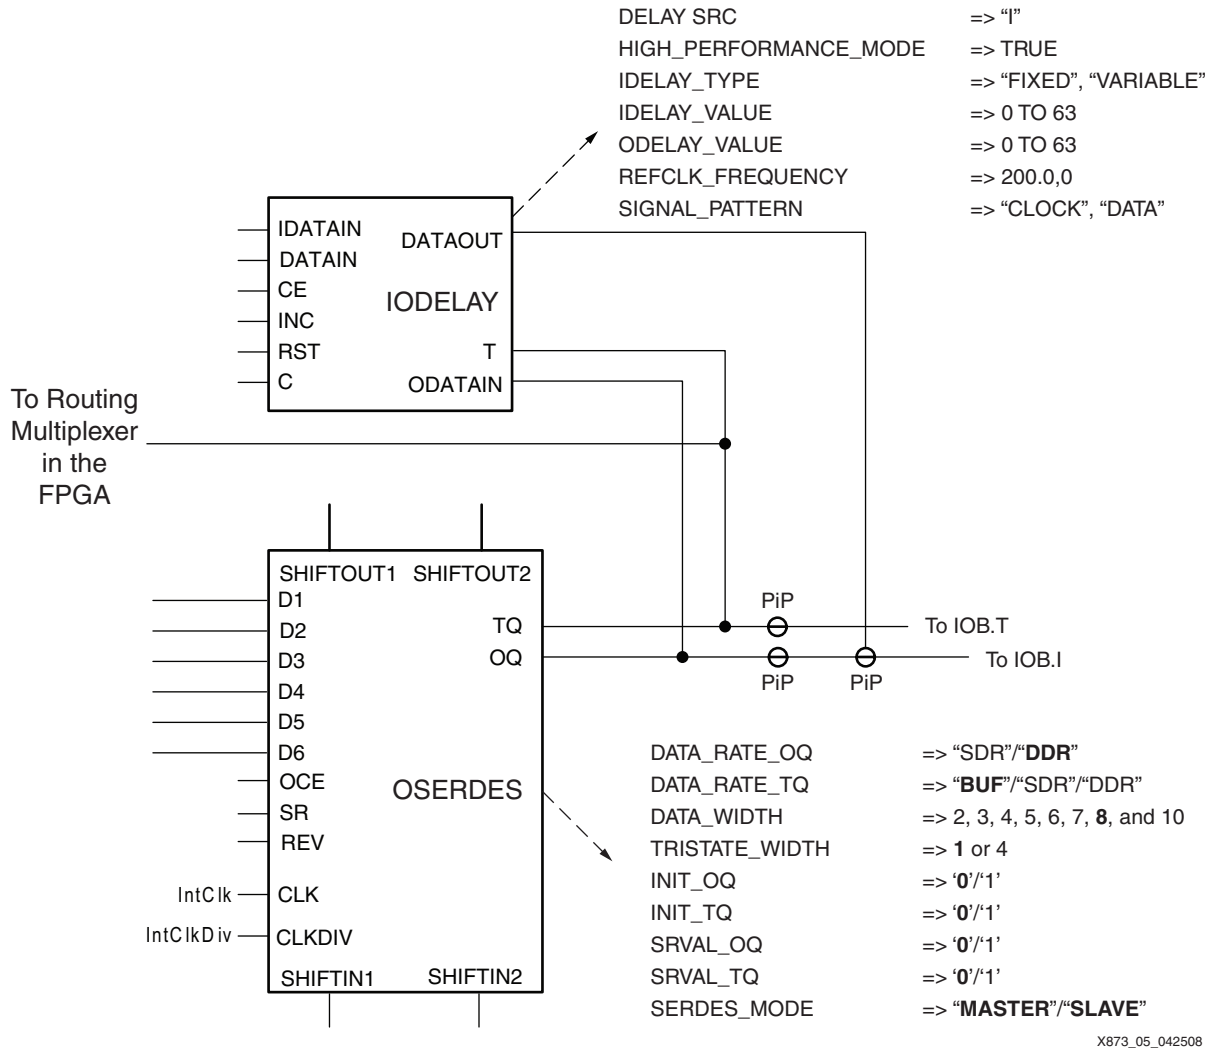 DELAY SRC => “I”
HIGH_PERFORMANCE_MODE => TRUE
IDELAY_TYPE => “FIXED”, “VARIABLE”
IDELAY_VALUE => 0 TO 63
ODELAY_VALUE => 0 TO 63
REFCLK_FREQUENCY => 200.0,0
SIGNAL_PATTERN => “CLOCK”, “DATA”
IDATAIN
DATAOUT
DATAIN
CE
IODELAY
INC
RST
T
C
ODATAIN
To Routing
Multiplexer
in the
FPGA
SHIFTOUT1 SHIFTOUT2
D1
D2
D3
D4
D5
D6
OCE
SR
REV
OSERDES
TQ
OQ
PiP
To IOB.T
To IOB.I
PiP
PiP
IntClk
CLK
IntClkDiv
CLKDIV
SHIFTIN1 SHIFTIN2
DATA_RATE_OQ => “SDR”/“DDR”
DATA_RATE_TQ => “BUF”/“SDR”/“DDR”
DATA_WIDTH => 2, 3, 4, 5, 6, 7, 8, and 10
TRISTATE_WIDTH => 1 or 4
INIT_OQ => ‘0’/‘1’
INIT_TQ => ‘0’/‘1’
SRVAL_OQ => ‘0’/‘1’
SRVAL_TQ => ‘0’/‘1’
SERDES_MODE => “MASTER”/“SLAVE”
X873_05_042508